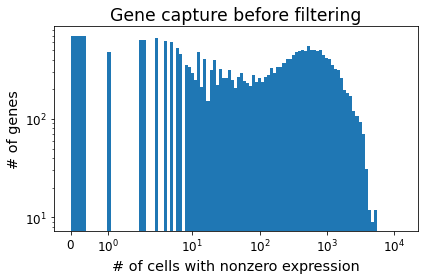 Gene capture before filtering
# of genes
10²
10¹
0 10⁰ 10¹ 10² 10³ 10⁴
# of cells with nonzero expression